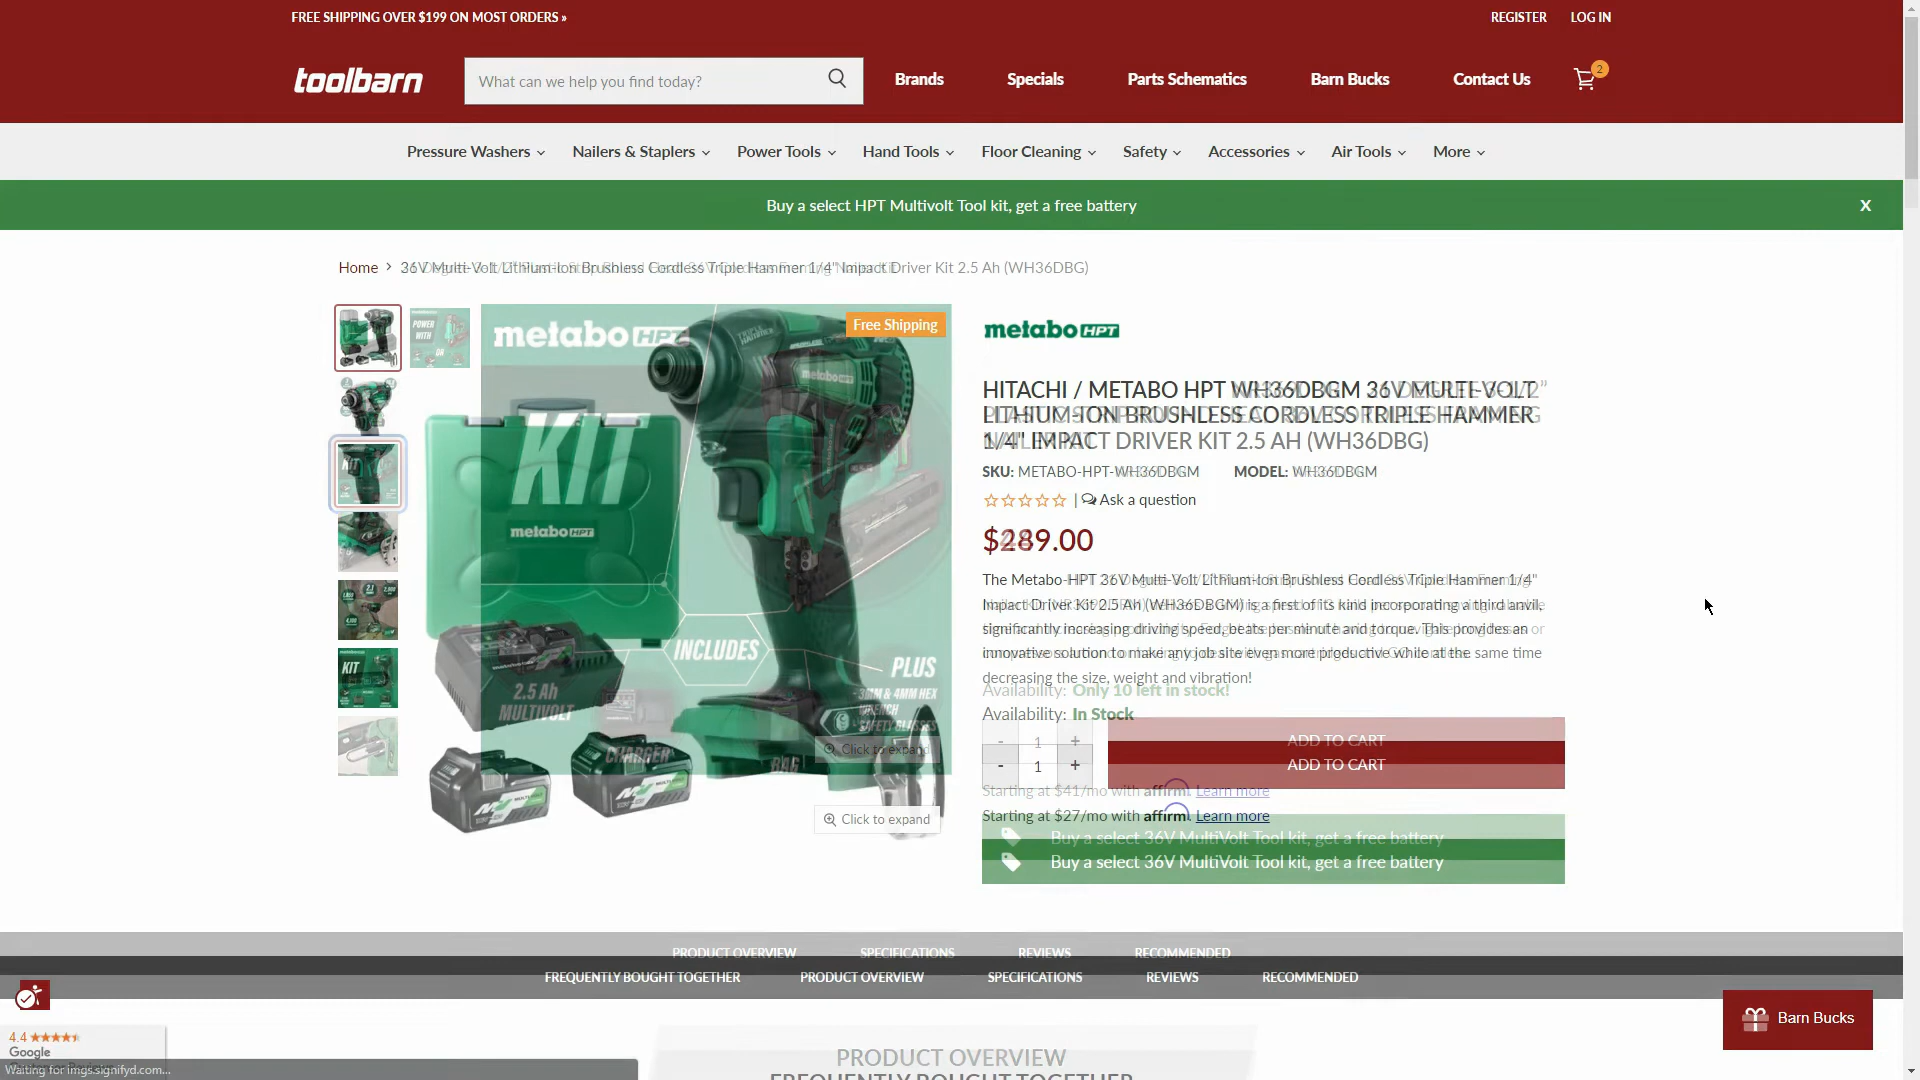 FREE SHIPPING OVER $199 ON MOST ORDERS »
REGISTER LOG IN
toolbarn
What can we help you find today?
Brands Specials Parts Schematics Barn Bucks Contact Us
2
Pressure Washers Nailers & Staplers Power Tools Hand Tools Floor Cleaning Safety Accessories Air Tools More
Buy a select HPT Multivolt Tool kit, get a free battery
X
Home > 36V Multi-Volt Lithium-Ion Brushless Cordless Triple Hammer 1/4" Impact Driver Kit 2.5 Ah (WH36DBG)
POWER
WITH
OR
metabo HPT
Free Shipping
KIT
metabo HPT
INCLUDES
2.5 Ah
MULTIVOLT
PLUS
3MM & 4MM HEX
WRENCH
SAFETY GLASSES
CHARGER
BAG
Click to expand
Click to expand
metabo HPT
HITACHI / METABO HPT WH36DBGM 36V MULTI-VOLT
LITHIUM-ION BRUSHLESS CORDLESS TRIPLE HAMMER
1/4" IMPACT DRIVER KIT 2.5 AH (WH36DBG)
SKU: METABO-HPT-WH36DBGM MODEL: WH36DBGM
| Ask a question
$289.00
The Metabo-HPT 36V Multi-Volt Lithium-Ion Brushless Cordless Triple Hammer 1/4"
Impact Driver Kit 2.5 Ah (WH36DBGM) is a first of its kind incorporating a third anvil,
significantly increasing driving speed, beats per minute and torque. This provides an
innovative solution to make any job site even more productive while at the same time
decreasing the size, weight and vibration!
Availability: Only 10 left in stock!
Availability: In Stock
- 1 + ADD TO CART
- 1 + ADD TO CART
Starting at $41/mo with affirm. Learn more
Starting at $27/mo with affirm. Learn more
Buy a select 36V MultiVolt Tool kit, get a free battery
Buy a select 36V MultiVolt Tool kit, get a free battery
PRODUCT OVERVIEW SPECIFICATIONS REVIEWS RECOMMENDED
FREQUENTLY BOUGHT TOGETHER PRODUCT OVERVIEW SPECIFICATIONS REVIEWS RECOMMENDED
Barn Bucks
4.4
Google
Waiting for imgs.signifyd.com...
PRODUCT OVERVIEW
FREQUENTLY BOUGHT TOGETHER